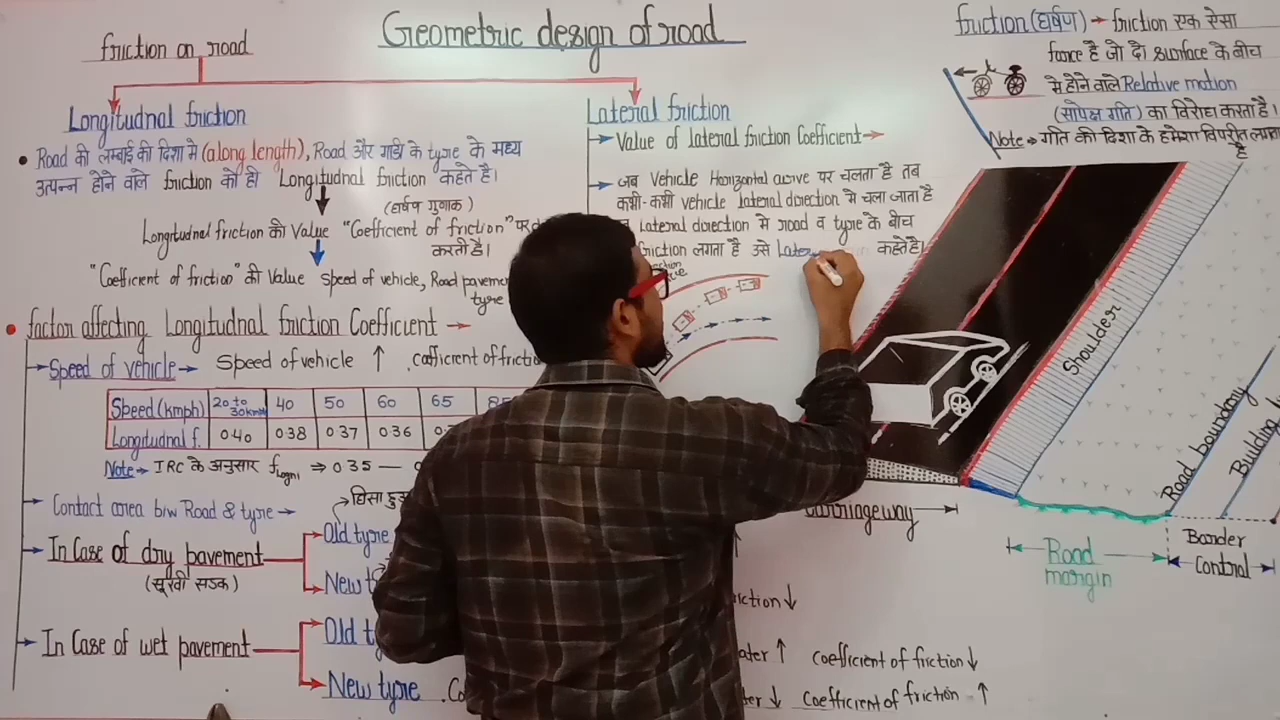 Geometric design of road
friction on road
Longitudnal friction
• Road की लम्बाई की दिशा मे (along length), Road और गाडी के tyre के मध्य
उत्पन्न होने वाले friction को ही Longitudnal friction कहते है।
(घर्षण गुणाक)
Longitudnal friction की Value "Coefficient of friction" पर
करती है।
"Coefficient of friction" की Value Speed of vehicle, Road pavement
tyre
• factor affecting Longitudnal friction Coefficient →
→ Speed of vehicle → Speed of vehicle ↑ coefficient of friction
Speed (kmph) 20 to 30kmph 40 50 60 65 85
Longitudnal f. 0.40 0.38 0.37 0.36
Note → IRC के अनुसार fLogni ⇒ 0.35 —
→ Contact area b/w Road & tyre →
घिसा हुआ
→ In Case of dry pavement
(सूखी सडक)
Old tyre
New
→ In Case of wet pavement
Old
New tyre
Lateral friction
→ Value of lateral friction Coefficient →
→ जब Vehicle Horizontal curve पर चलता है तब
कभी-कभी vehicle lateral direction मे चला जाता है
Lateral direction मे road व tyre के बीच
friction लगता है उसे कहते है।
friction ↓
water ↑ coefficient of friction ↓
coefficient of friction ↑
friction (घर्षण) → friction एक ऐसा
force है जो दो surface के बीच
मे होने वाले Relative motion
(सापेक्ष गति) का विरोध करता है।
Note → गति की दिशा के हमेशा विपरीत
है
Shoulder
Road boundary
Building
Carriageway
Road
margin
Border
Control